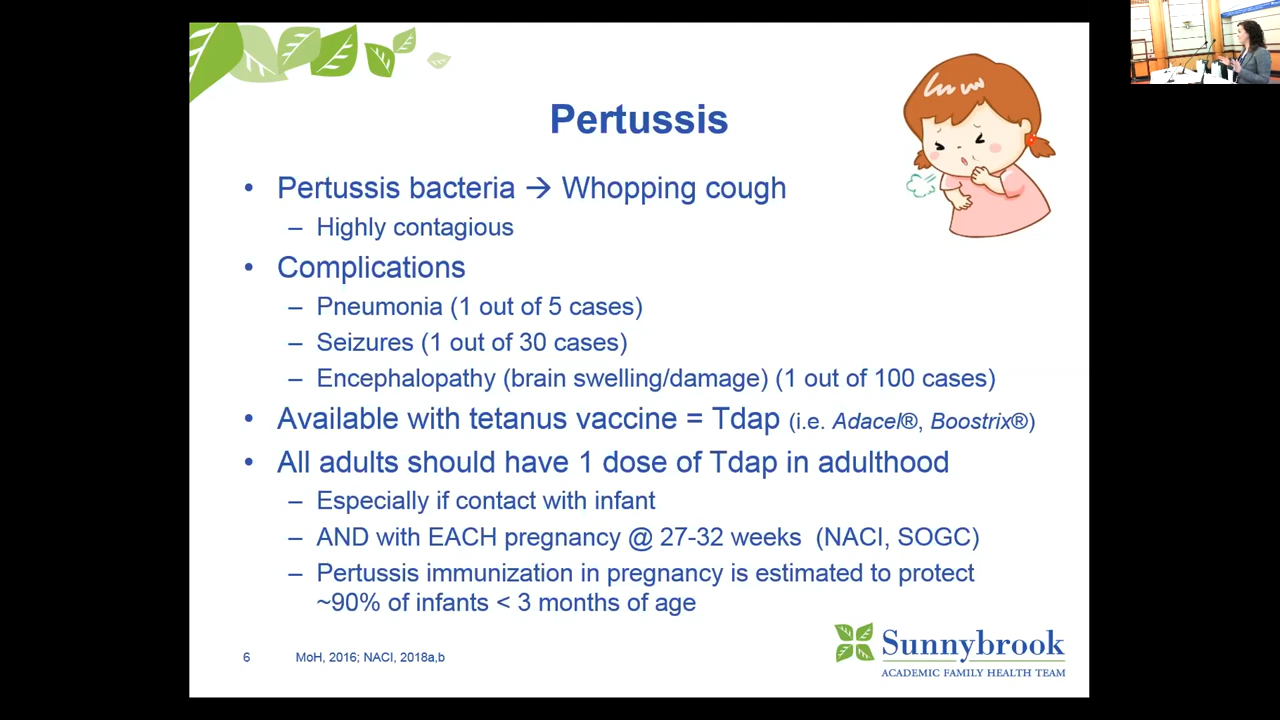 Pertussis
• Pertussis bacteria → Whopping cough
– Highly contagious
• Complications
– Pneumonia (1 out of 5 cases)
– Seizures (1 out of 30 cases)
– Encephalopathy (brain swelling/damage) (1 out of 100 cases)
• Available with tetanus vaccine = Tdap (i.e. Adacel®, Boostrix®)
• All adults should have 1 dose of Tdap in adulthood
– Especially if contact with infant
– AND with EACH pregnancy @ 27-32 weeks (NACI, SOGC)
– Pertussis immunization in pregnancy is estimated to protect
~90% of infants < 3 months of age
6 MoH, 2016; NACI, 2018a,b
Sunnybrook
ACADEMIC FAMILY HEALTH TEAM